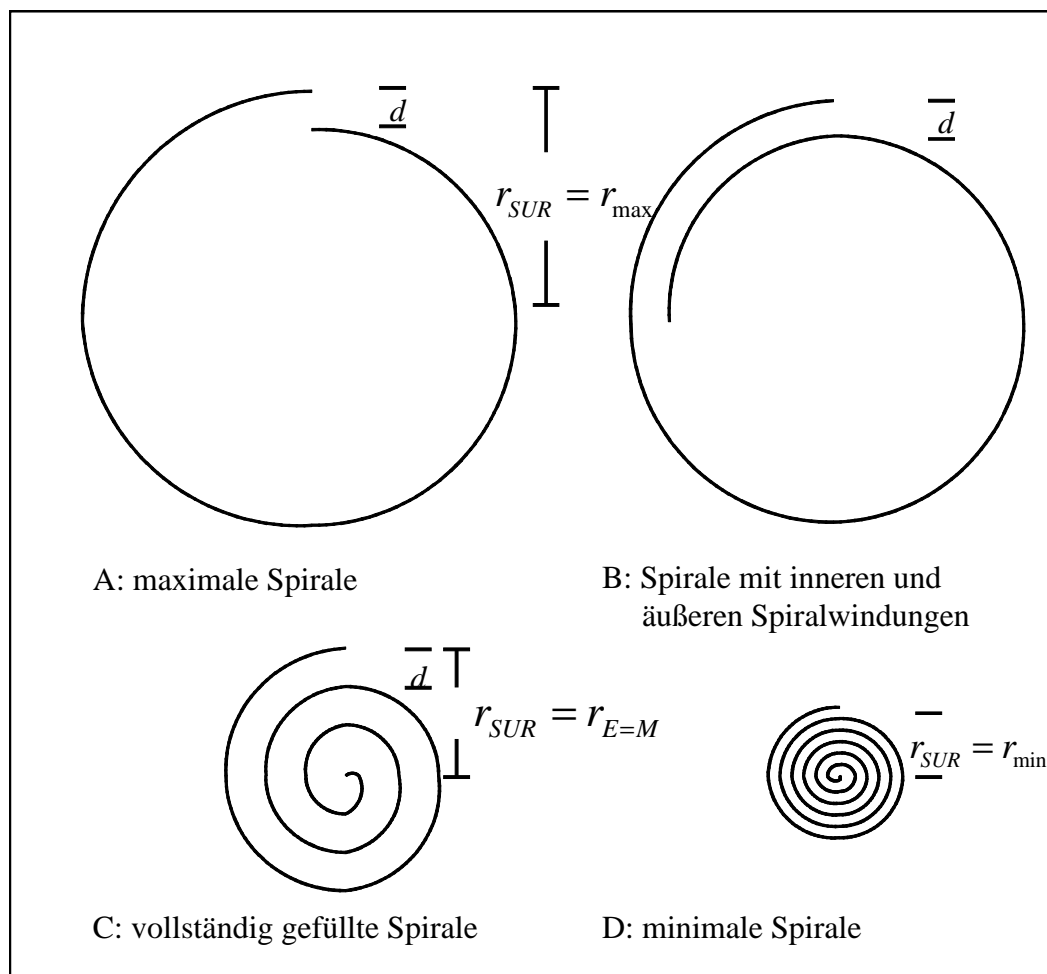 d
r_SUR = r_max
d
A: maximale Spirale
B: Spirale mit inneren und
äußeren Spiralwindungen
d
r_SUR = r_E=M
r_SUR = r_min
C: vollständig gefüllte Spirale
D: minimale Spirale